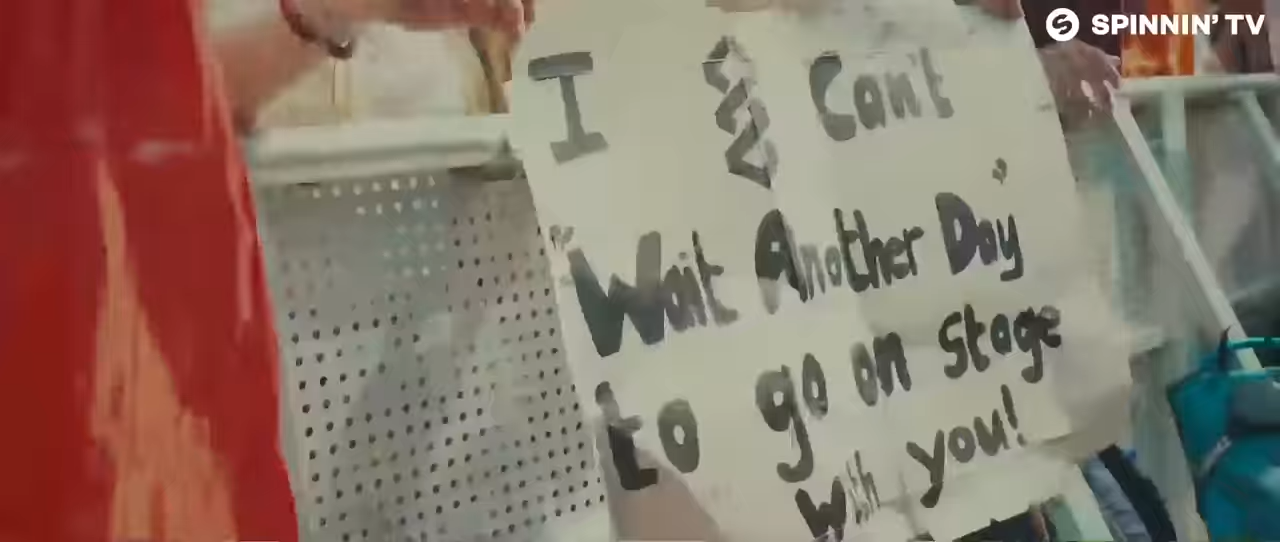 SPINNIN' TV
I Can't
"Wait Another Day"
to go on Stage
With you!